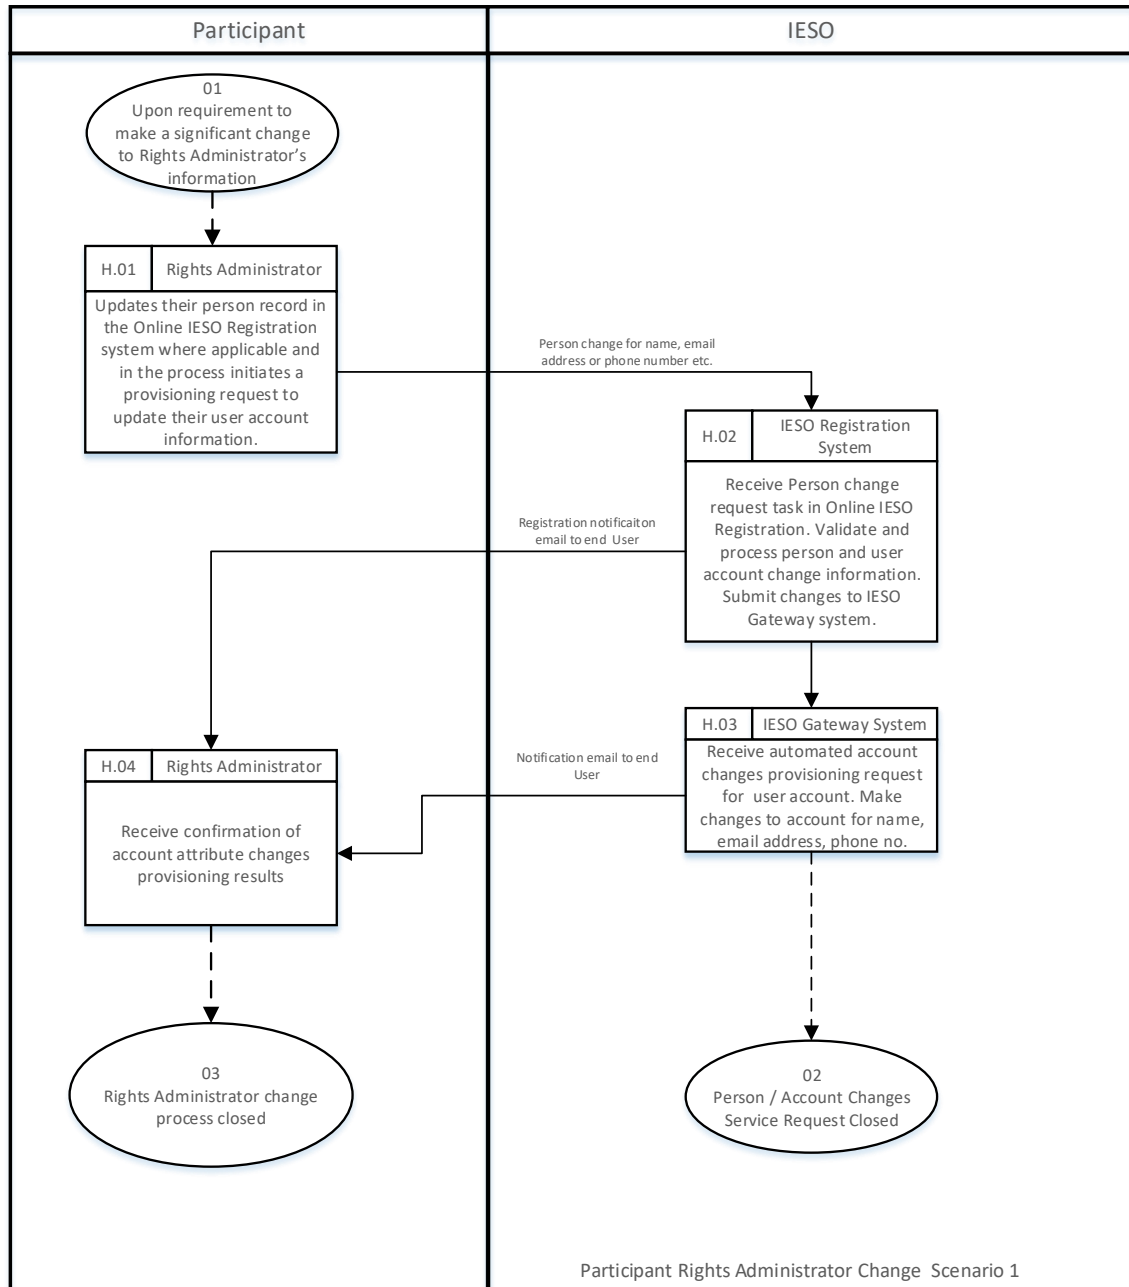 Participant
IESO
01
Upon requirement to
make a significant change
to Rights Administrator's
information
H.01
Rights Administrator
Updates their person record in
the Online IESO Registration
system where applicable and
in the process initiates a
provisioning request to
update their user account
information.
Person change for name, email
address or phone number etc.
H.02
IESO Registration
System
Receive Person change
request task in Online IESO
Registration. Validate and
process person and user
account change information.
Submit changes to IESO
Gateway system.
Registration notificaiton
email to end User
H.03
IESO Gateway System
Receive automated account
changes provisioning request
for user account. Make
changes to account for name,
email address, phone no.
Notification email to end
User
H.04
Rights Administrator
Receive confirmation of
account attribute changes
provisioning results
03
Rights Administrator change
process closed
02
Person / Account Changes
Service Request Closed
Participant Rights Administrator Change Scenario 1